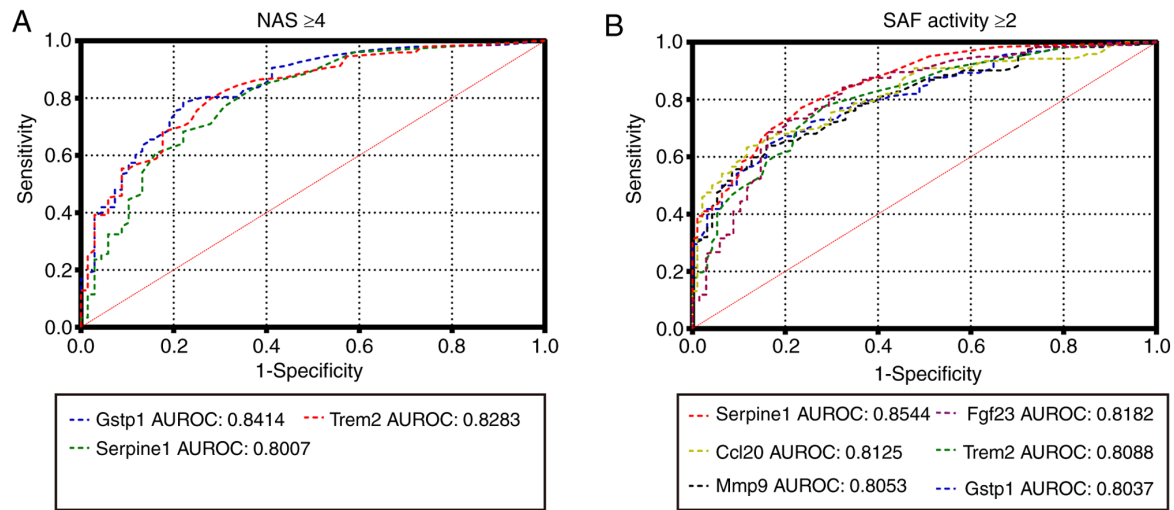 A
NAS ≥4
1.0
0.8
0.6
0.4
0.2
0.0
Sensitivity
0.0 0.2 0.4 0.6 0.8 1.0
1-Specificity
Gstp1 AUROC: 0.8414 Trem2 AUROC: 0.8283
Serpine1 AUROC: 0.8007
B
SAF activity ≥2
1.0
0.8
0.6
0.4
0.2
0.0
Sensitivity
0.0 0.2 0.4 0.6 0.8 1.0
1-Specificity
Serpine1 AUROC: 0.8544 Fgf23 AUROC: 0.8182
Ccl20 AUROC: 0.8125 Trem2 AUROC: 0.8088
Mmp9 AUROC: 0.8053 Gstp1 AUROC: 0.8037